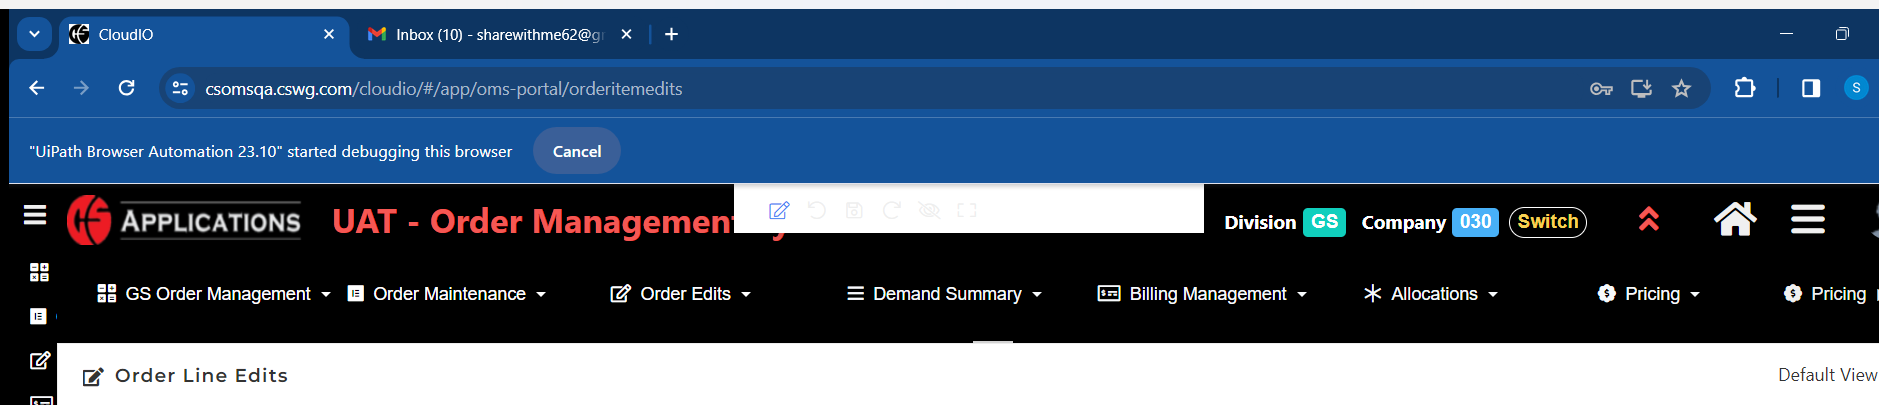 CloudIO
Inbox (10) - sharewithme62@g
csomsqa.cswg.com/cloudio/#/app/oms-portal/orderitemedits
S
"UiPath Browser Automation 23.10" started debugging this browser
Cancel
APPLICATIONS
UAT - Order Management
Division GS Company 030 Switch
GS Order Management
Order Maintenance
Order Edits
Demand Summary
Billing Management
Allocations
Pricing
Pricing
Order Line Edits
Default View